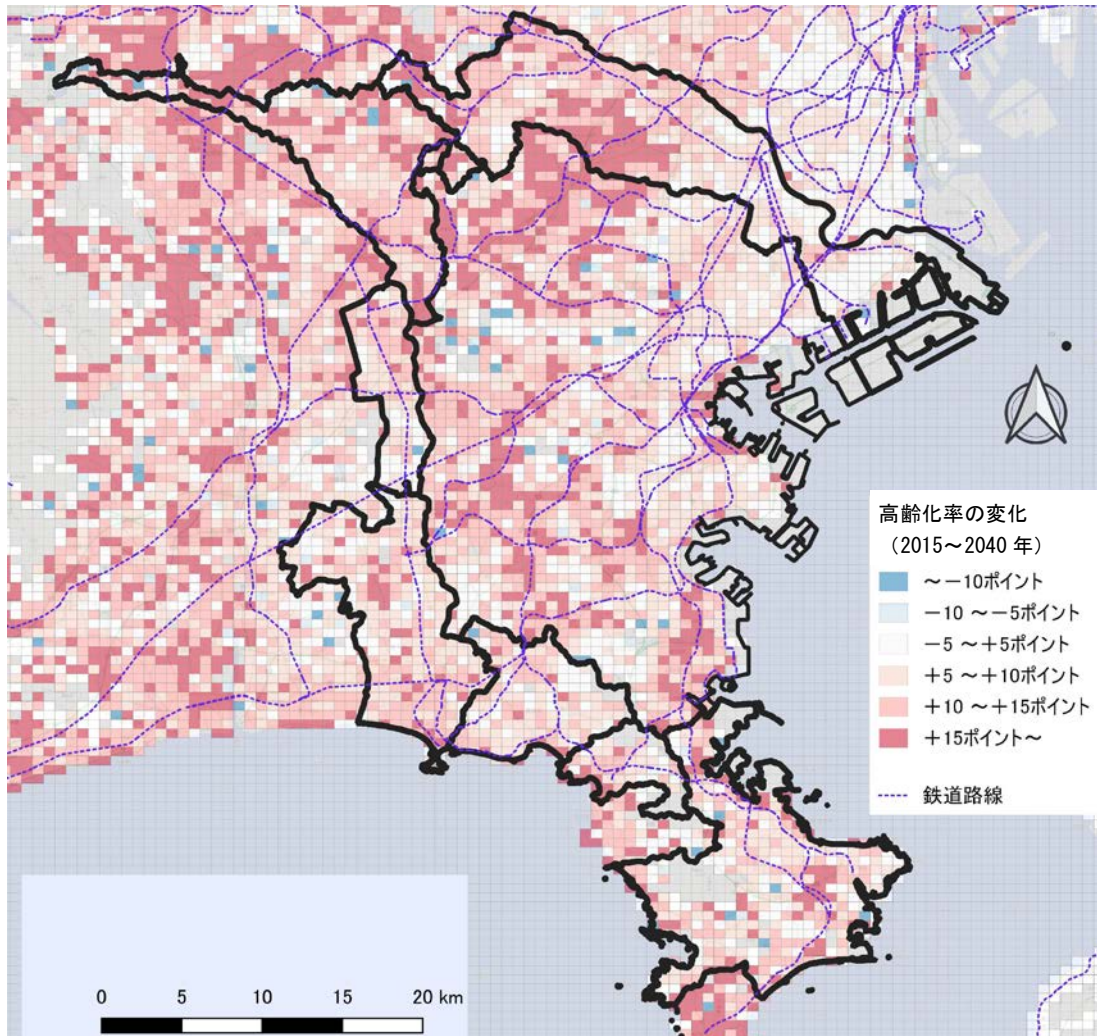 高齢化率の変化
（2015～2040 年）
～－10ポイント
－10 ～－5ポイント
－5 ～＋5ポイント
＋5 ～＋10ポイント
＋10 ～＋15ポイント
＋15ポイント～
鉄道路線
0 5 10 15 20 km